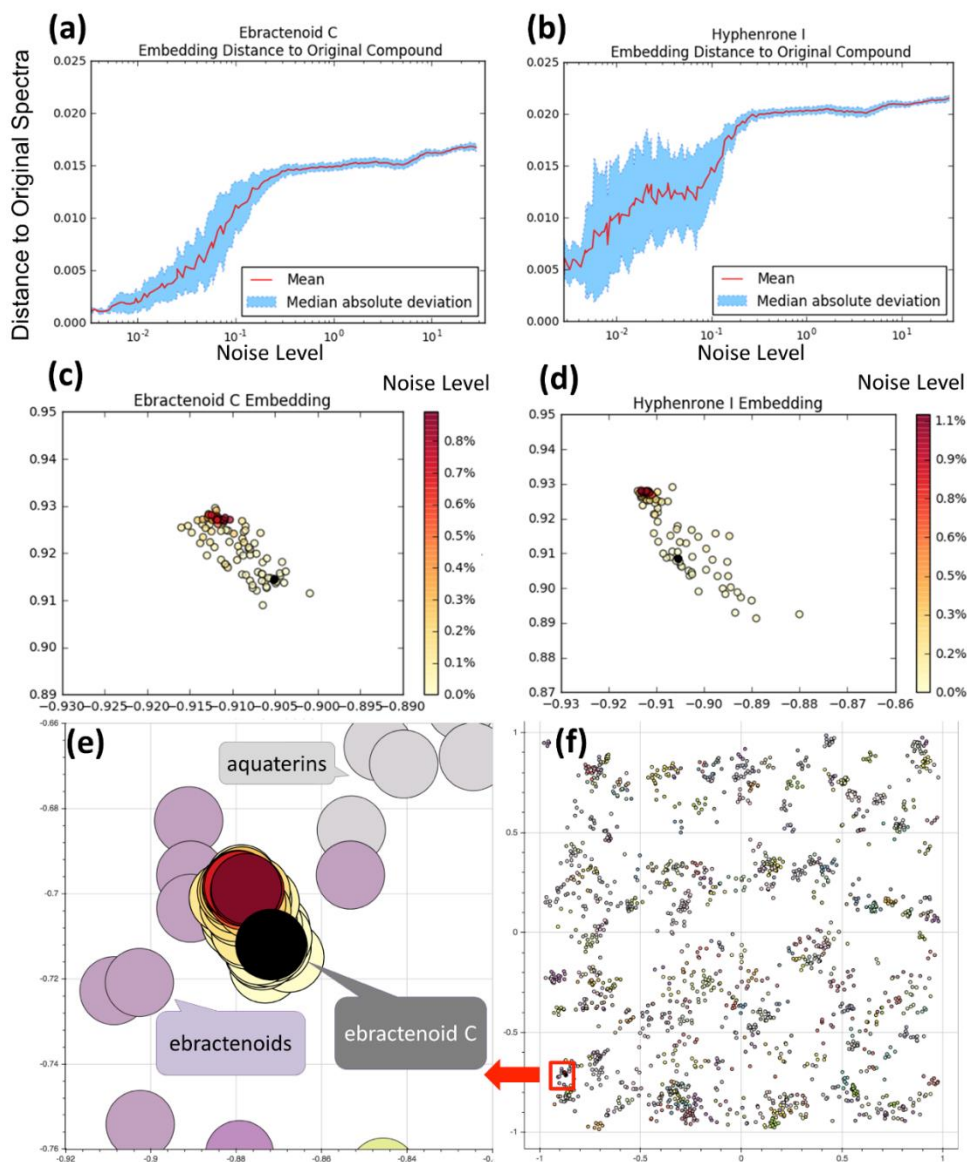 (a)
Ebractenoid C
Embedding Distance to Original Compound
0.025
0.020
0.015
0.010
0.005
0.000
10⁻²
10⁻¹
10⁰
10¹
Mean
Median absolute deviation
Noise Level
Distance to Original Spectra
(b)
Hyphenrone I
Embedding Distance to Original Compound
0.025
0.020
0.015
0.010
0.005
0.000
10⁻²
10⁻¹
10⁰
10¹
Mean
Median absolute deviation
Noise Level
(c)
Noise Level
Ebractenoid C Embedding
0.95
0.94
0.93
0.92
0.91
0.90
0.89
−0.930 −0.925 −0.920 −0.915 −0.910 −0.905 −0.900 −0.895 −0.890
0.8%
0.7%
0.6%
0.5%
0.4%
0.3%
0.2%
0.1%
0.0%
(d)
Noise Level
Hyphenrone I Embedding
0.95
0.94
0.93
0.92
0.91
0.90
0.89
0.88
0.87
−0.93 −0.92 −0.91 −0.90 −0.89 −0.88 −0.87 −0.86
1.1%
0.9%
0.8%
0.6%
0.5%
0.4%
0.2%
0.1%
0.0%
(e)
-0.66
-0.68
-0.7
-0.72
-0.74
-0.76
-0.92
-0.9
-0.88
-0.86
-0.84
aquaterins
ebractenoids
ebractenoid C
(f)
1
0.5
0
-0.5
-1
-1
-0.5
0
0.5
1